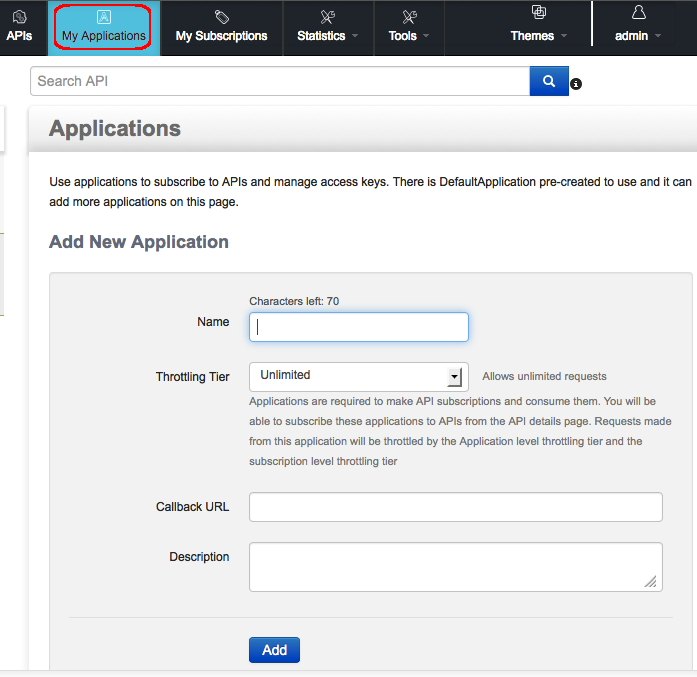 APIs
My Applications
My Subscriptions
Statistics
Tools
Themes
admin
Search API
Applications
Use applications to subscribe to APIs and manage access keys. There is DefaultApplication pre-created to use and it can
add more applications on this page.
Add New Application
Characters left: 70
Name
Throttling Tier
Unlimited
Allows unlimited requests
Applications are required to make API subscriptions and consume them. You will be
able to subscribe these applications to APIs from the API details page. Requests made
from this application will be throttled by the Application level throttling tier and the
subscription level throttling tier
Callback URL
Description
Add